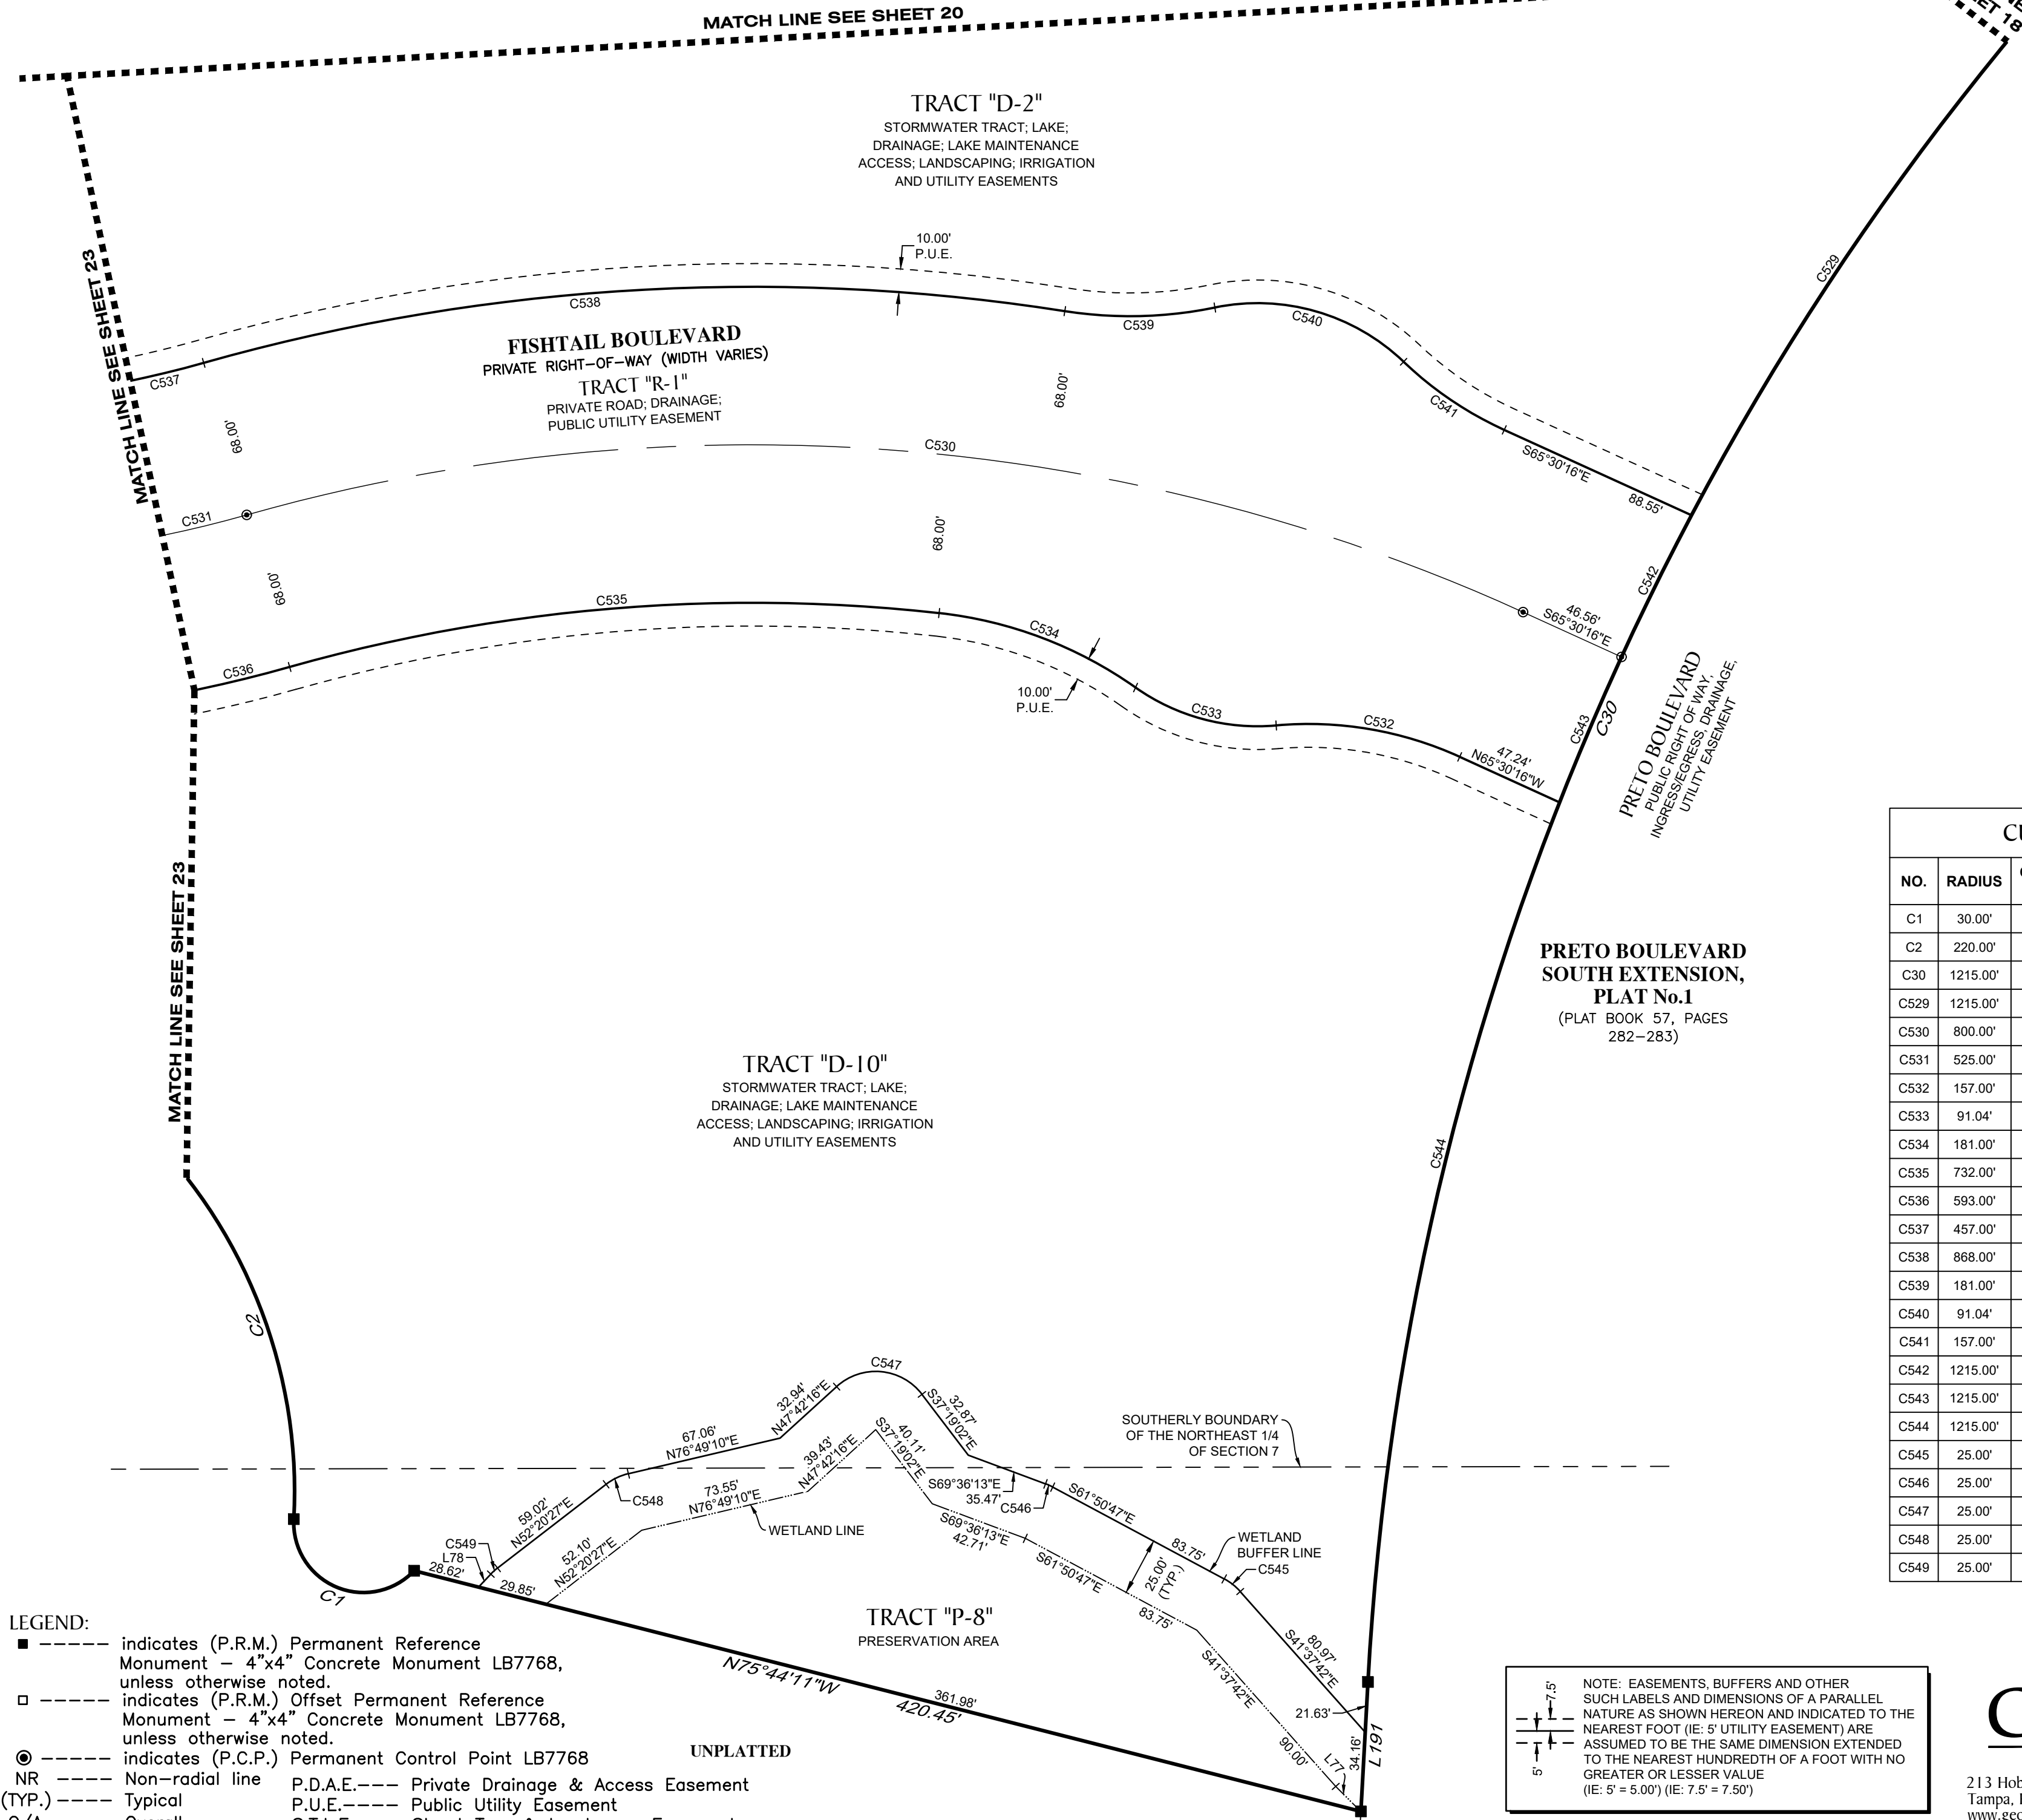 MATCH LINE SEE SHEET 20
ET 18
TRACT "D-2"
STORMWATER TRACT; LAKE;
DRAINAGE; LAKE MAINTENANCE
ACCESS; LANDSCAPING; IRRIGATION
AND UTILITY EASEMENTS
MATCH LINE SEE SHEET 23
10.00'
P.U.E.
C529
C538
C539
C540
C537
FISHTAIL BOULEVARD
PRIVATE RIGHT-OF-WAY (WIDTH VARIES)
TRACT "R-1"
PRIVATE ROAD; DRAINAGE;
PUBLIC UTILITY EASEMENT
68.00'
68.00'
C541
C530
S65°30'16"E
88.55'
C531
68.00'
68.00'
C542
46.56'
S65°30'16"E
C535
C534
C536
10.00'
P.U.E.
C533
C532
47.24'
N65°30'16"W
C543
C30
PRETO BOULEVARD
PUBLIC RIGHT OF WAY,
INGRESS/EGRESS, DRAINAGE,
UTILITY EASEMENT
MATCH LINE SEE SHEET 23
PRETO BOULEVARD
SOUTH EXTENSION,
PLAT No.1
(PLAT BOOK 57, PAGES
282-283)
TRACT "D-10"
STORMWATER TRACT; LAKE;
DRAINAGE; LAKE MAINTENANCE
ACCESS; LANDSCAPING; IRRIGATION
AND UTILITY EASEMENTS
C544
NO. RADIUS
C1 30.00'
C2 220.00'
C30 1215.00'
C529 1215.00'
C530 800.00'
C531 525.00'
C532 157.00'
C533 91.04'
C534 181.00'
C535 732.00'
C536 593.00'
C537 457.00'
C538 868.00'
C539 181.00'
C540 91.04'
C541 157.00'
C542 1215.00'
C543 1215.00'
C544 1215.00'
C545 25.00'
C546 25.00'
C547 25.00'
C548 25.00'
C549 25.00'
C2
C547
32.94'
N47°42'16"E
32.87'
S37°19'02"E
67.06'
N76°49'10"E
39.43'
N47°42'16"E
40.11'
S37°19'02"E
SOUTHERLY BOUNDARY
OF THE NORTHEAST 1/4
OF SECTION 7
S69°36'13"E
35.47'
C546
S61°50'47"E
83.75'
C548
73.55'
N76°49'10"E
WETLAND LINE
59.02'
N52°20'27"E
52.10'
N52°20'27"E
S69°36'13"E
42.71'
S61°50'47"E
83.75'
25.00'
(TYP.)
WETLAND
BUFFER LINE
C545
C549
L78
28.62'
29.85'
C1
TRACT "P-8"
PRESERVATION AREA
80.97'
S41°37'42"E
S41°37'42"E
90.00'
L77
21.63'
34.16'
L191
N75°44'11"W
420.45'
361.98'
UNPLATTED
LEGEND:
----- indicates (P.R.M.) Permanent Reference
Monument - 4"x4" Concrete Monument LB7768,
unless otherwise noted.
----- indicates (P.R.M.) Offset Permanent Reference
Monument - 4"x4" Concrete Monument LB7768,
unless otherwise noted.
----- indicates (P.C.P.) Permanent Control Point LB7768
NR ---- Non-radial line
(TYP.) ---- Typical
P.D.A.E.--- Private Drainage & Access Easement
P.U.E.---- Public Utility Easement
7.5'
5'
NOTE: EASEMENTS, BUFFERS AND OTHER
SUCH LABELS AND DIMENSIONS OF A PARALLEL
NATURE AS SHOWN HEREON AND INDICATED TO THE
NEAREST FOOT (IE: 5' UTILITY EASEMENT) ARE
ASSUMED TO BE THE SAME DIMENSION EXTENDED
TO THE NEAREST HUNDREDTH OF A FOOT WITH NO
GREATER OR LESSER VALUE
(IE: 5' = 5.00') (IE: 7.5' = 7.50')
213 Hob
Tampa,
www.geo